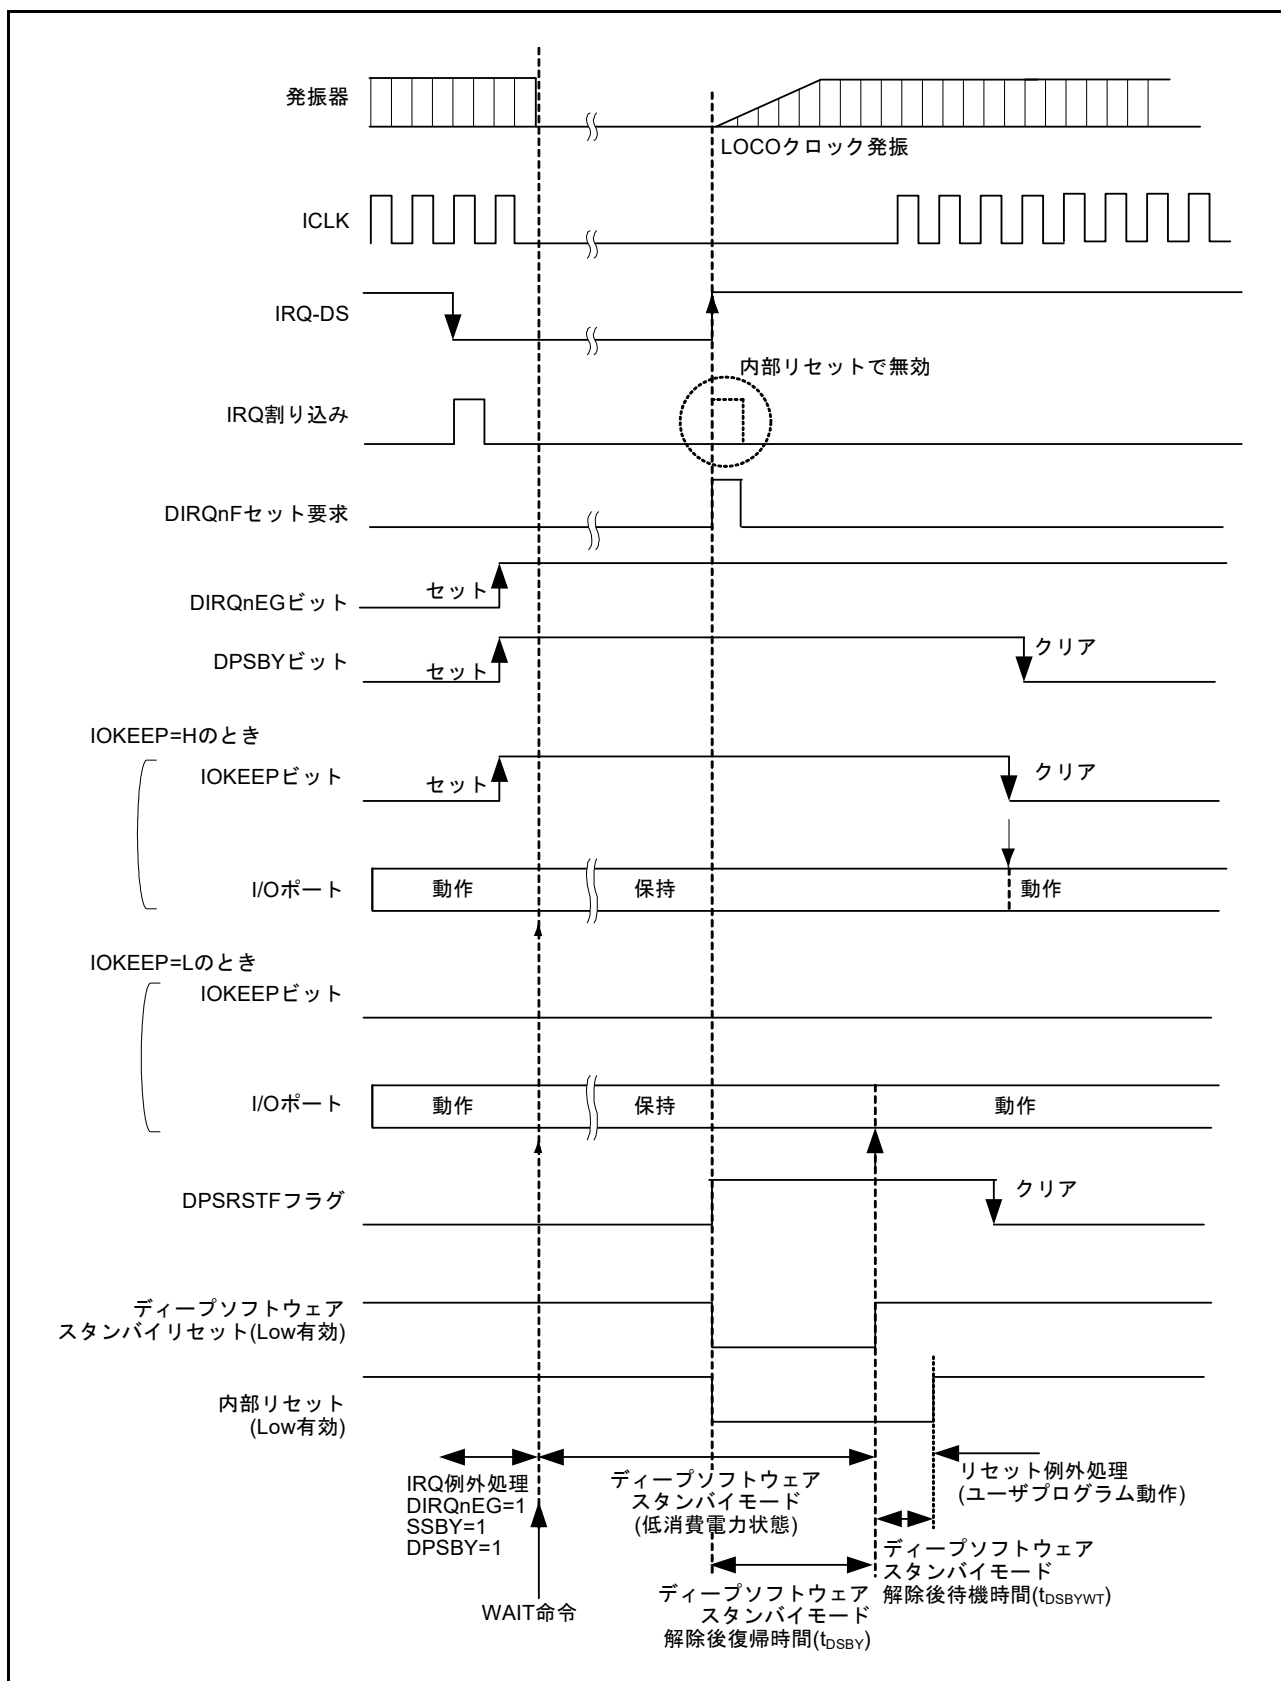 発振器
LOCOクロック発振
ICLK
IRQ-DS
内部リセットで無効
IRQ割り込み
DIRQnFセット要求
セット
DIRQnEGビット
クリア
DPSBYビット
セット
IOKEEP=Hのとき
IOKEEPビット
セット
クリア
I/Oポート
動作
保持
動作
IOKEEP=Lのとき
IOKEEPビット
I/Oポート
動作
保持
動作
DPSRSTFフラグ
クリア
ディープソフトウェア
スタンバイリセット(Low有効)
内部リセット
(Low有効)
IRQ例外処理
DIRQnEG=1
SSBY=1
DPSBY=1
ディープソフトウェア
スタンバイモード
(低消費電力状態)
リセット例外処理
(ユーザプログラム動作)
ディープソフトウェア
スタンバイモード
解除後待機時間(tDSBYWT)
WAIT命令
ディープソフトウェア
スタンバイモード
解除後復帰時間(tDSBY)